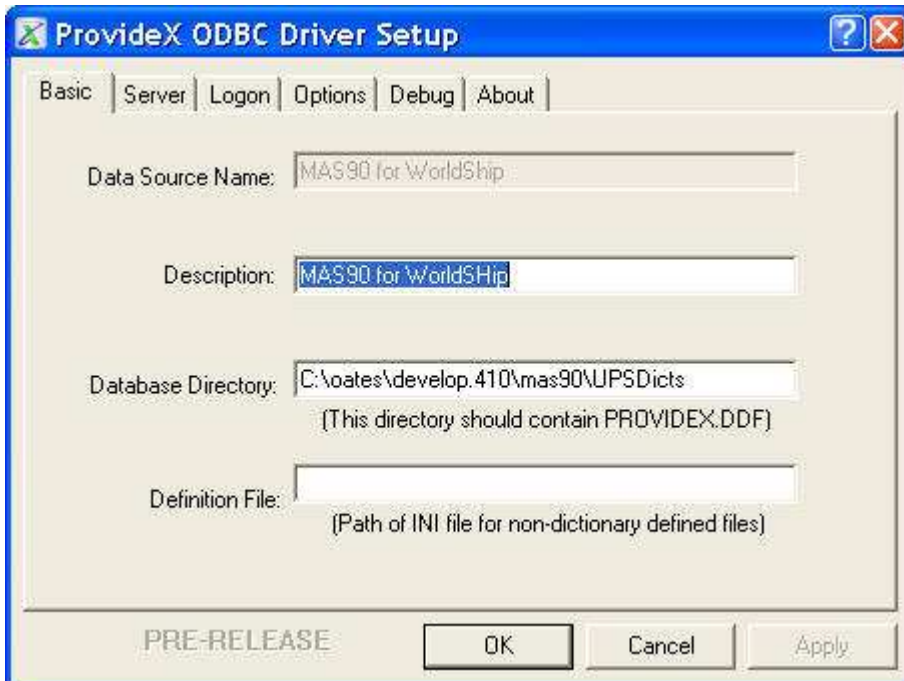 ProvideX ODBC Driver Setup
Basic Server Logon Options Debug About
Data Source Name: MAS90 for WorldShip
Description: MAS90 for WorldSHip
Database Directory: C:\oates\develop.410\mas90\UPSDicts
(This directory should contain PROVIDEX.DDF)
Definition File:
(Path of INI file for non-dictionary defined files)
PRE-RELEASE OK Cancel Apply